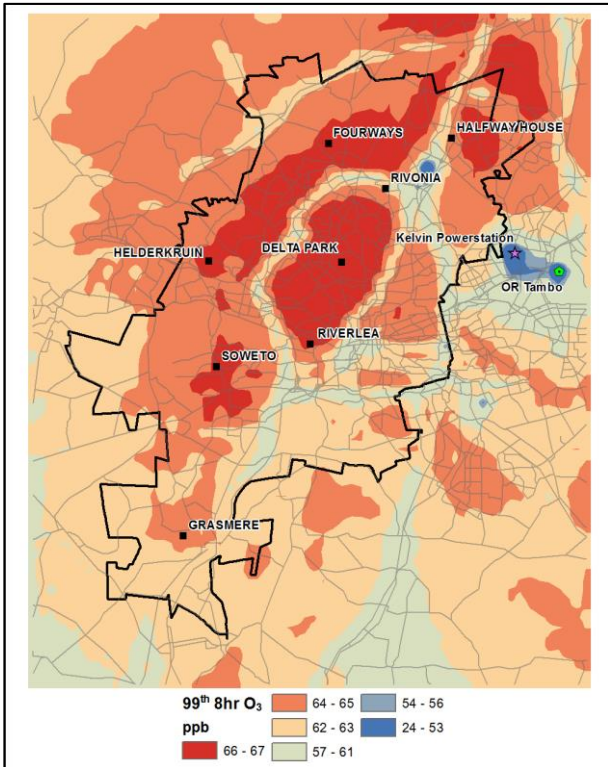 FOURWAYS
HALFWAY HOUSE
RIVONIA
HELDERKRUIN
DELTA PARK
Kelvin Powerstation
OR Tambo
RIVERLEA
SOWETO
GRASMERE
99th 8hr O3
ppb
66 - 67
64 - 65
62 - 63
57 - 61
54 - 56
24 - 53